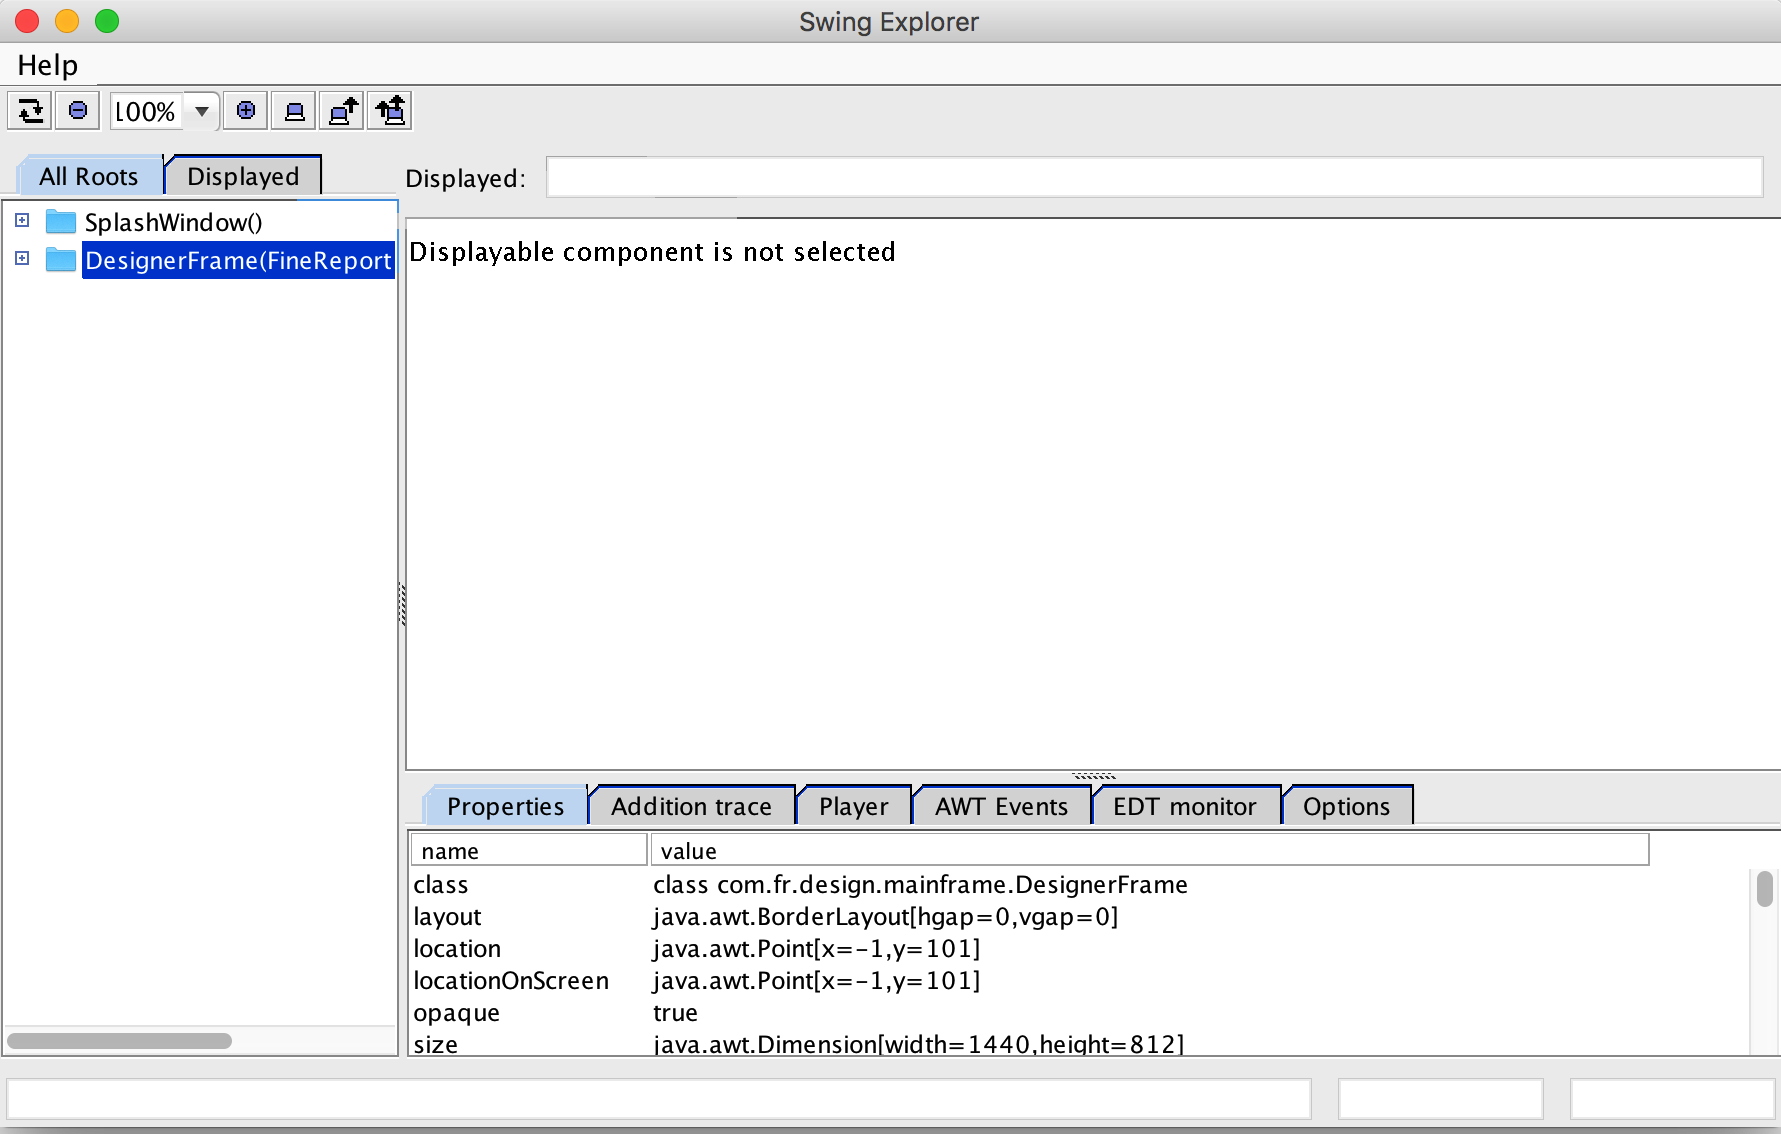 Swing Explorer
Help
100%
All Roots
Displayed
Displayed:
SplashWindow()
DesignerFrame(FineReport
Displayable component is not selected
Properties
Addition trace
Player
AWT Events
EDT monitor
Options
name value
class class com.fr.design.mainframe.DesignerFrame
layout java.awt.BorderLayout[hgap=0,vgap=0]
location java.awt.Point[x=-1,y=101]
locationOnScreen java.awt.Point[x=-1,y=101]
opaque true
size java.awt.Dimension[width=1440,height=812]